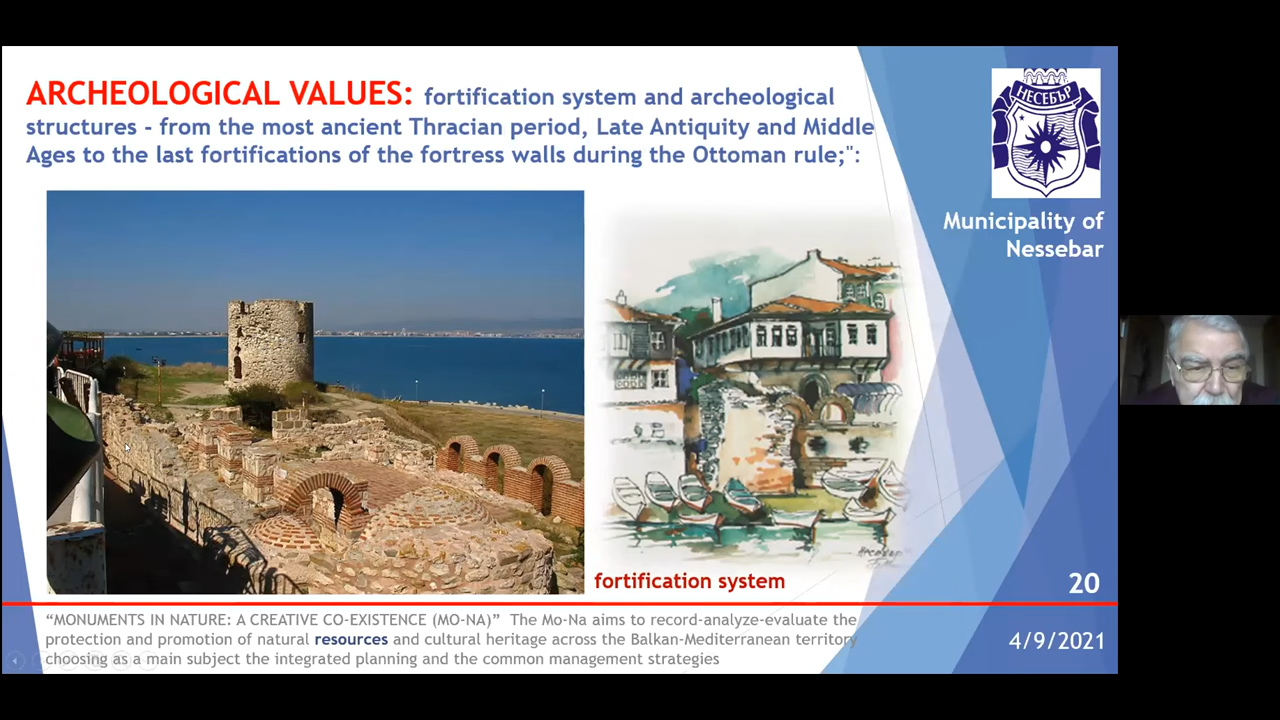 ARCHEOLOGICAL VALUES: fortification system and archeological
structures - from the most ancient Thracian period, Late Antiquity and Middle
Ages to the last fortifications of the fortress walls during the Ottoman rule;":
НЕСЕБЪР
Municipality of
Nessebar
fortification system
20
“MONUMENTS IN NATURE: A CREATIVE CO-EXISTENCE (MO-NA)” The Mo-Na aims to record-analyze-evaluate the
protection and promotion of natural resources and cultural heritage across the Balkan-Mediterranean territory
choosing as a main subject the integrated planning and the common management strategies
4/9/2021